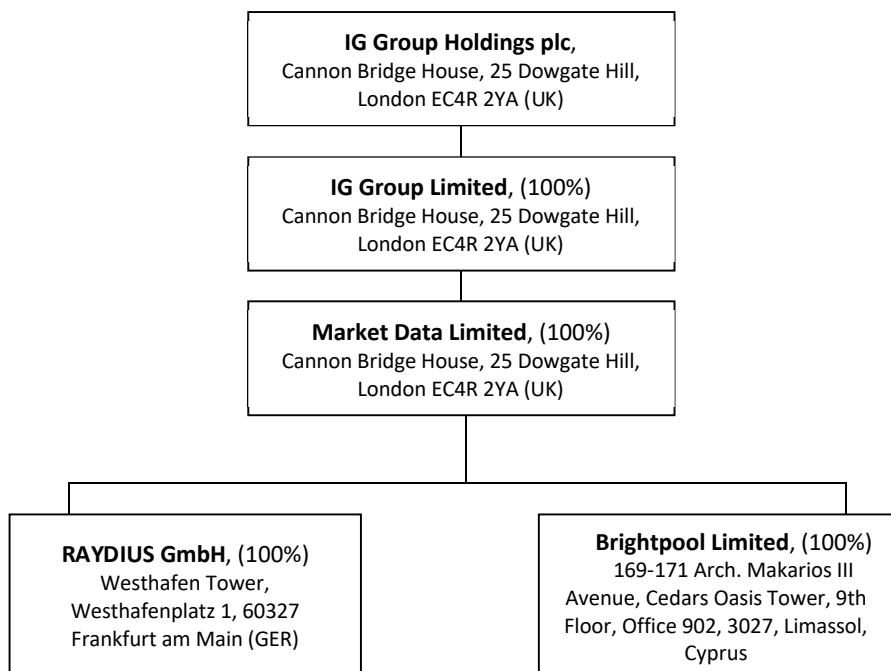 IG Group Holdings plc,
Cannon Bridge House, 25 Dowgate Hill,
London EC4R 2YA (UK)
IG Group Limited, (100%)
Cannon Bridge House, 25 Dowgate Hill,
London EC4R 2YA (UK)
Market Data Limited, (100%)
Cannon Bridge House, 25 Dowgate Hill,
London EC4R 2YA (UK)
RAYDIUS GmbH, (100%)
Westhafen Tower,
Westhafenplatz 1, 60327
Frankfurt am Main (GER)
Brightpool Limited, (100%)
169-171 Arch. Makarios III
Avenue, Cedars Oasis Tower, 9th
Floor, Office 902, 3027, Limassol,
Cyprus